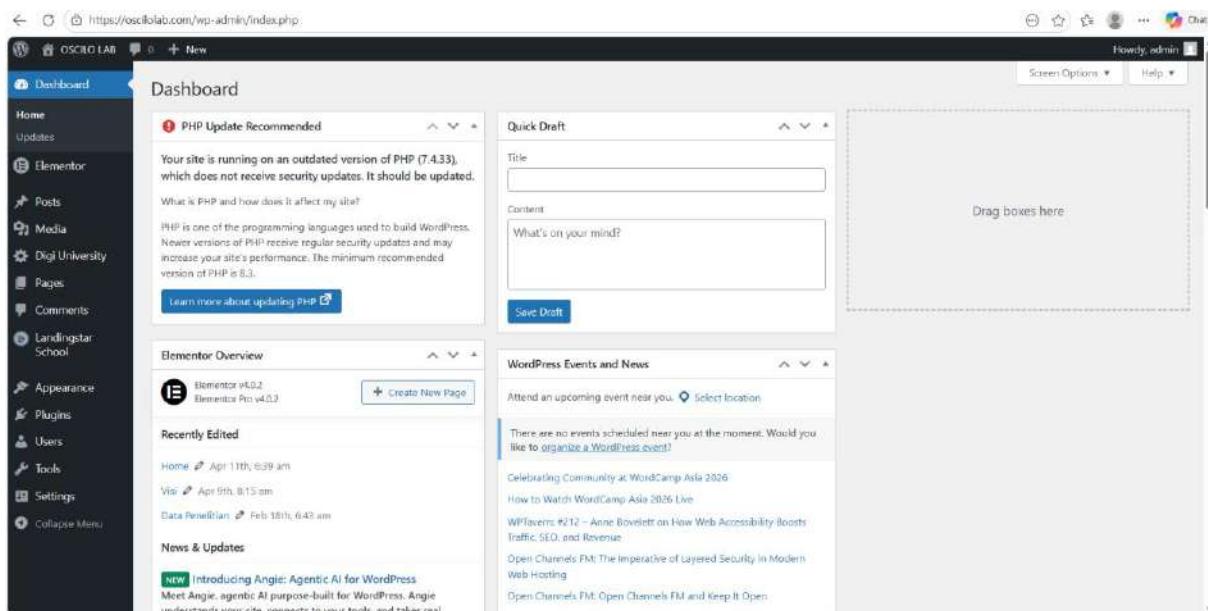 https://oscilolab.com/wp-admin/index.php
Chat
OSCILO LAB 0 + New
Howdy, admin
Screen Options
Help
Dashboard
Home
Updates
Elementor
Posts
Media
Digi University
Pages
Comments
Landingstar
School
Appearance
Plugins
Users
Tools
Settings
Collapse Menu
Dashboard
PHP Update Recommended
Your site is running on an outdated version of PHP (7.4.33),
which does not receive security updates. It should be updated.
What is PHP and how does it affect my site?
PHP is one of the programming languages used to build WordPress.
Newer versions of PHP receive regular security updates and may
increase your site's performance. The minimum recommended
version of PHP is 8.3.
Learn more about updating PHP
Elementor Overview
Elementor v4.0.2
Elementor Pro v4.0.2
+ Create New Page
Recently Edited
Home Apr 11th, 6:39 am
Visi Apr 9th, 8:15 am
Data Penelitian Feb 18th, 6:43 am
News & Updates
NEW Introducing Angie: Agentic AI for WordPress
Meet Angie, agentic AI purpose-built for WordPress. Angie
understands your site, connects to your tools, and takes real
Quick Draft
Title
Content
What's on your mind?
Save Draft
WordPress Events and News
Attend an upcoming event near you. Select location
There are no events scheduled near you at the moment. Would you
like to organize a WordPress event?
Celebrating Community at WordCamp Asia 2026
How to Watch WordCamp Asia 2026 Live
WPTavern: #212 – Anne Bovelett on How Web Accessibility Boosts
Traffic, SEO, and Revenue
Open Channels FM: The Imperative of Layered Security in Modern
Web Hosting
Open Channels FM: Open Channels FM and Keep It Open
Drag boxes here